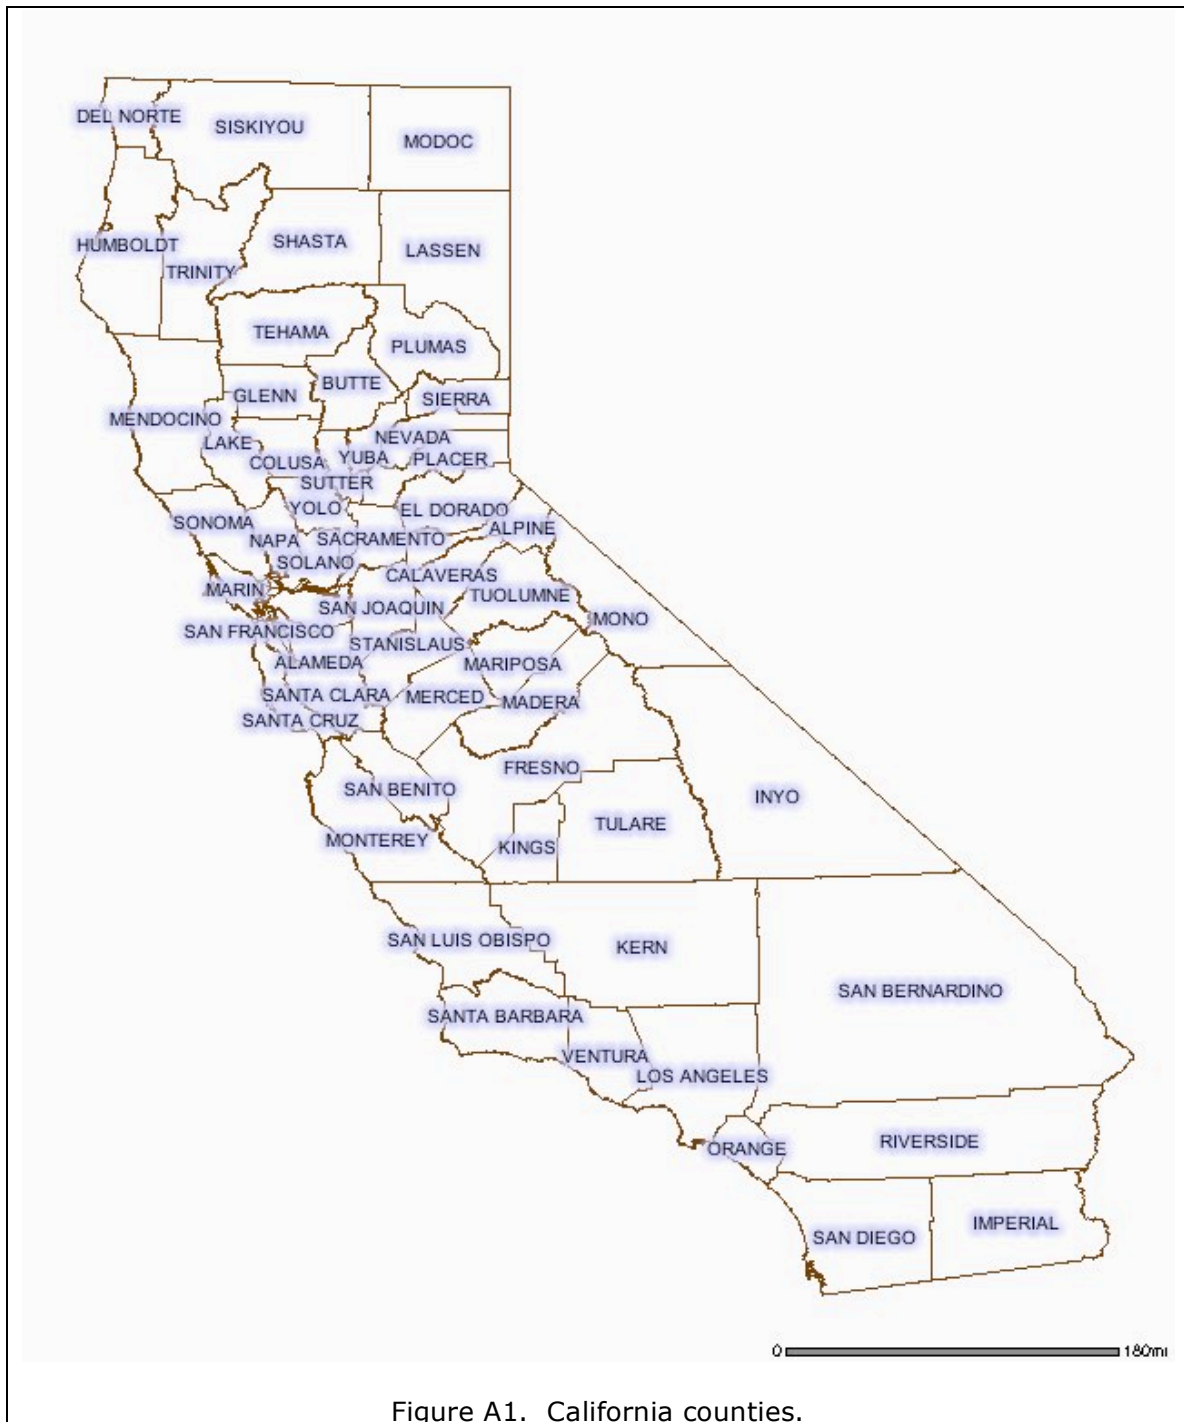 DEL NORTE
SISKIYOU
MODOC
HUMBOLDT
TRINITY
SHASTA
LASSEN
TEHAMA
PLUMAS
BUTTE
GLENN
SIERRA
MENDOCINO
LAKE
COLUSA
NEVADA
YUBA
PLACER
SUTTER
YOLO
EL DORADO
SONOMA
NAPA
SACRAMENTO
ALPINE
SOLANO
MARIN
CALAVERAS
TUOLUMNE
SAN JOAQUIN
MONO
SAN FRANCISCO
STANISLAUS
ALAMEDA
MARIPOSA
SANTA CLARA
MERCED
MADERA
SANTA CRUZ
FRESNO
SAN BENITO
INYO
TULARE
MONTEREY
KINGS
SAN LUIS OBISPO
KERN
SAN BERNARDINO
SANTA BARBARA
VENTURA
LOS ANGELES
ORANGE
RIVERSIDE
SAN DIEGO
IMPERIAL
0 180mi
Figure A1. California counties.